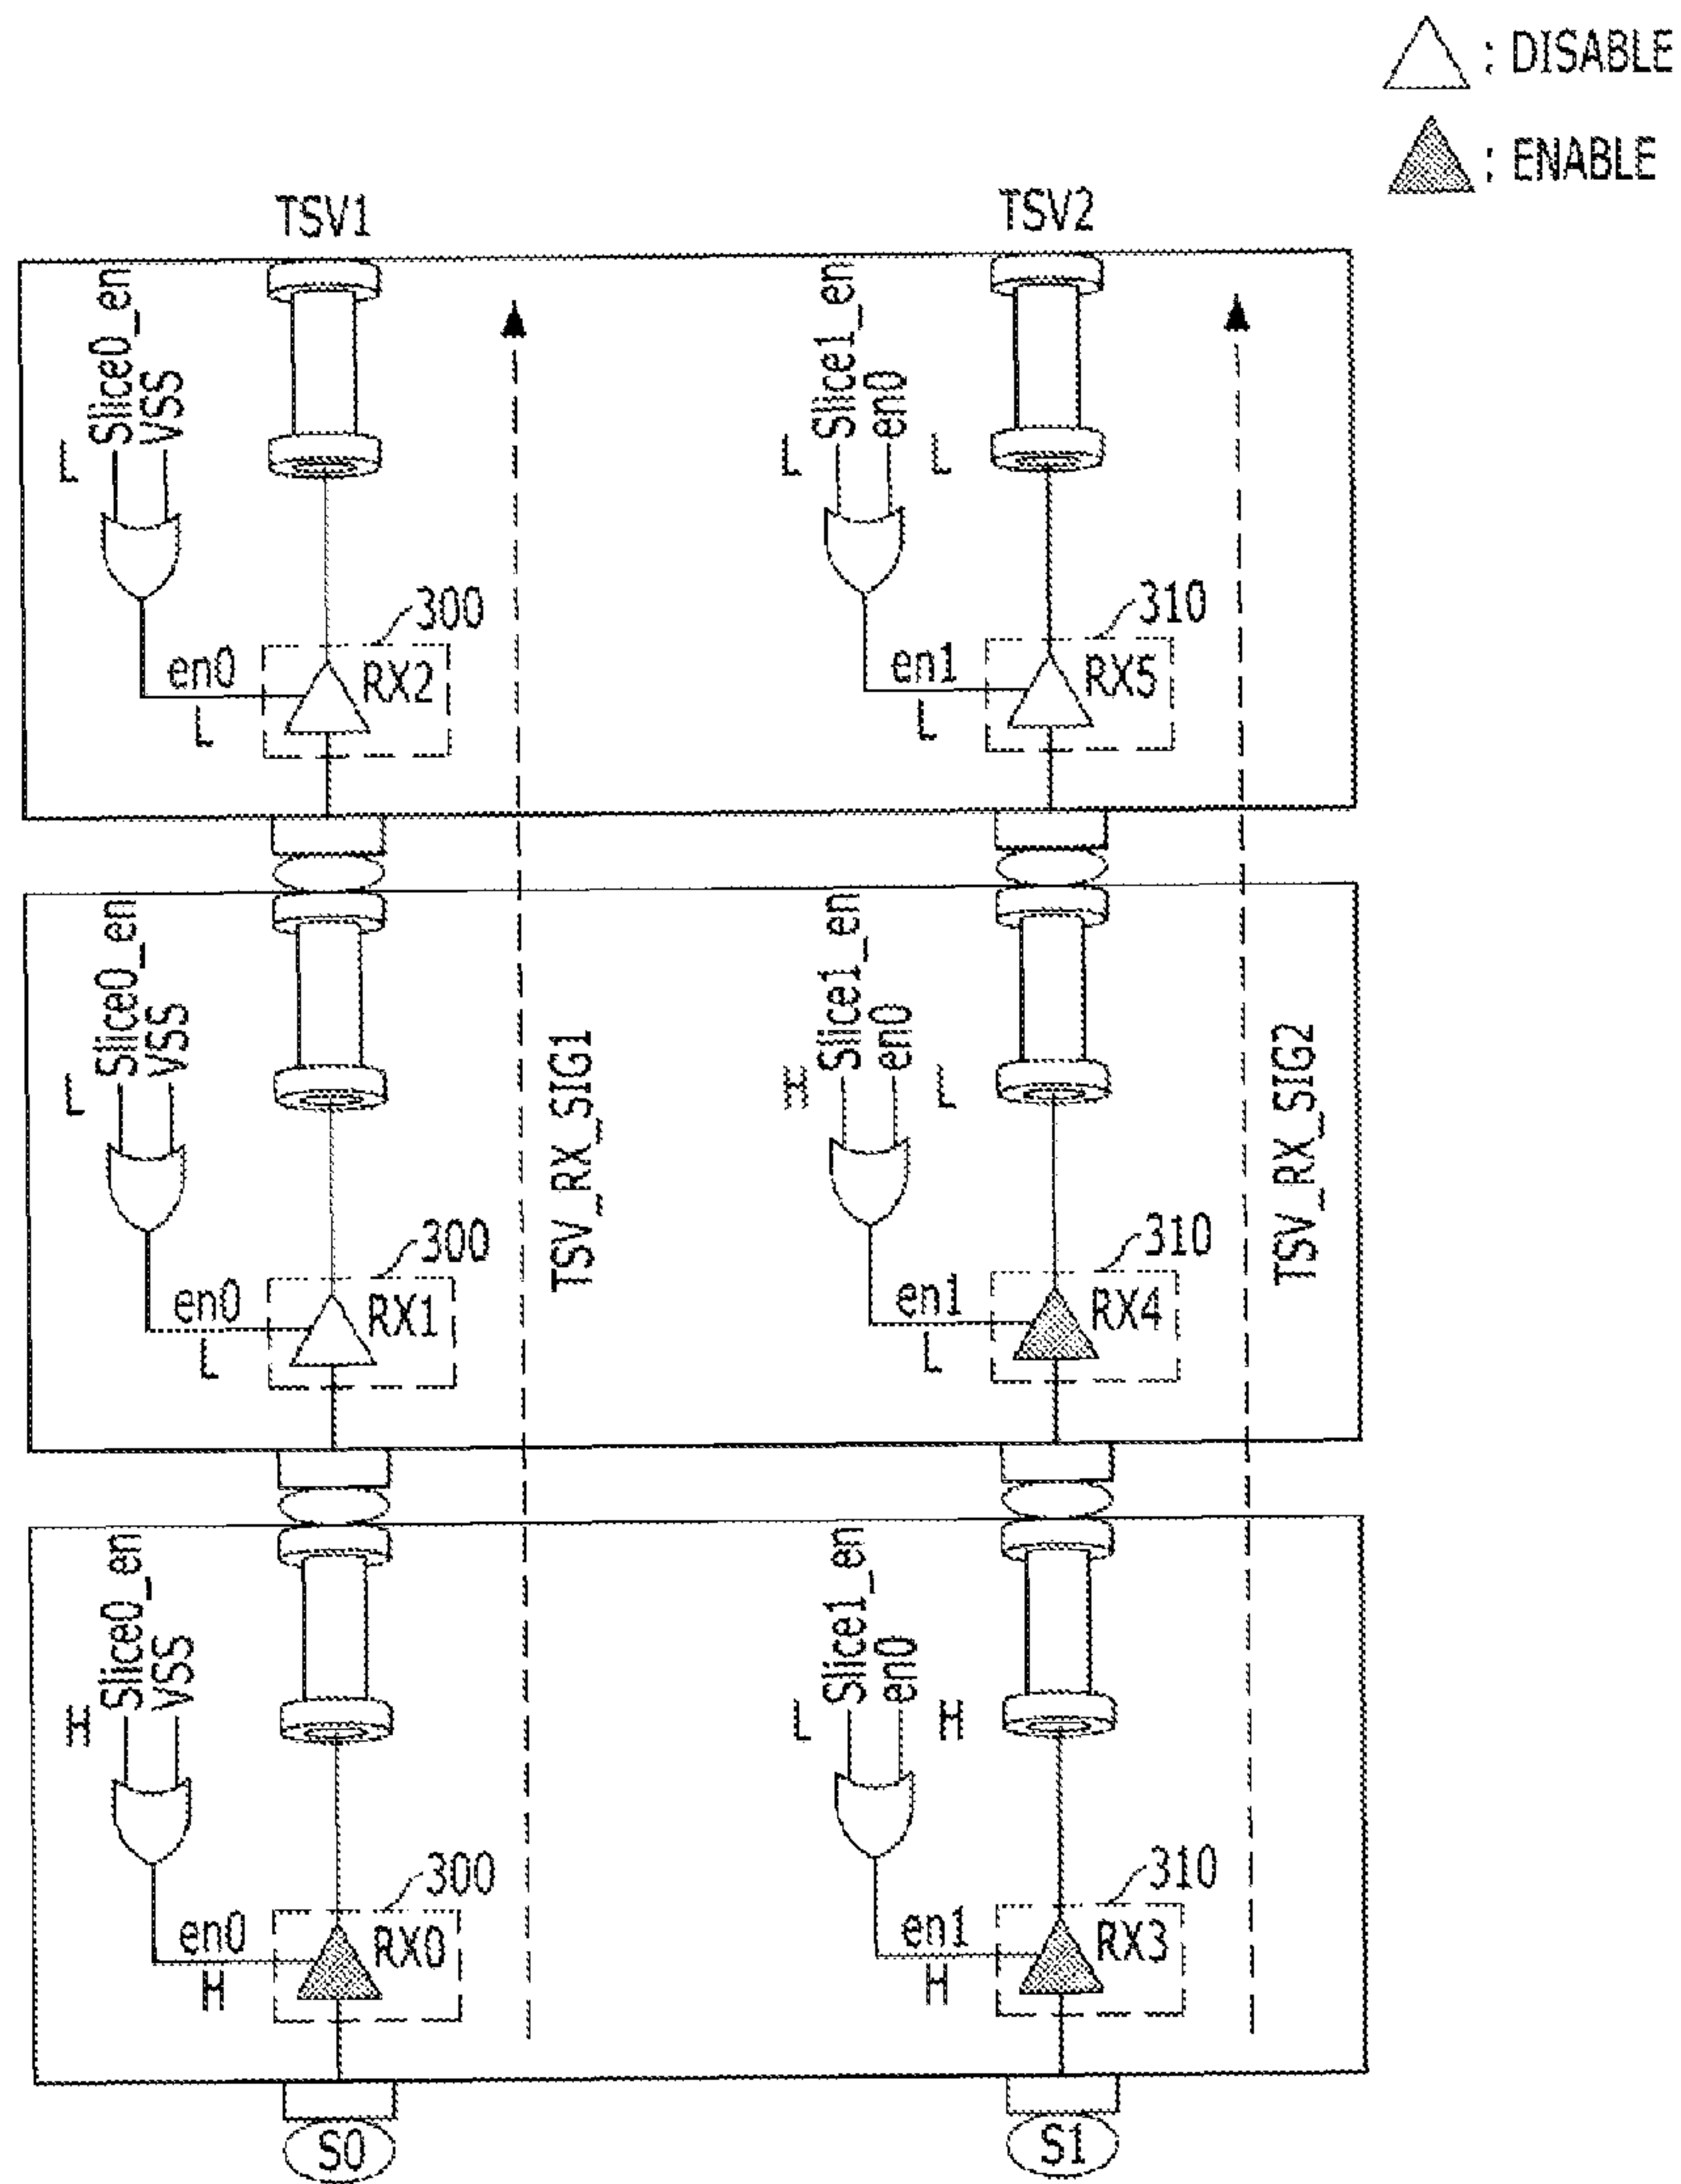 : DISABLE
: ENABLE
TSV1
TSV2
L
Slice0_en
VSS
L
Slice1_en
en0
L
300
310
en0
RX2
L
en1
RX5
L
L
Slice0_en
VSS
H
Slice1_en
en0
L
TSV_RX_SIG1
TSV_RX_SIG2
300
310
en0
RX1
L
en1
RX4
L
H
Slice0_en
VSS
L
Slice1_en
en0
H
300
310
en0
RX0
H
en1
RX3
H
S0
S1